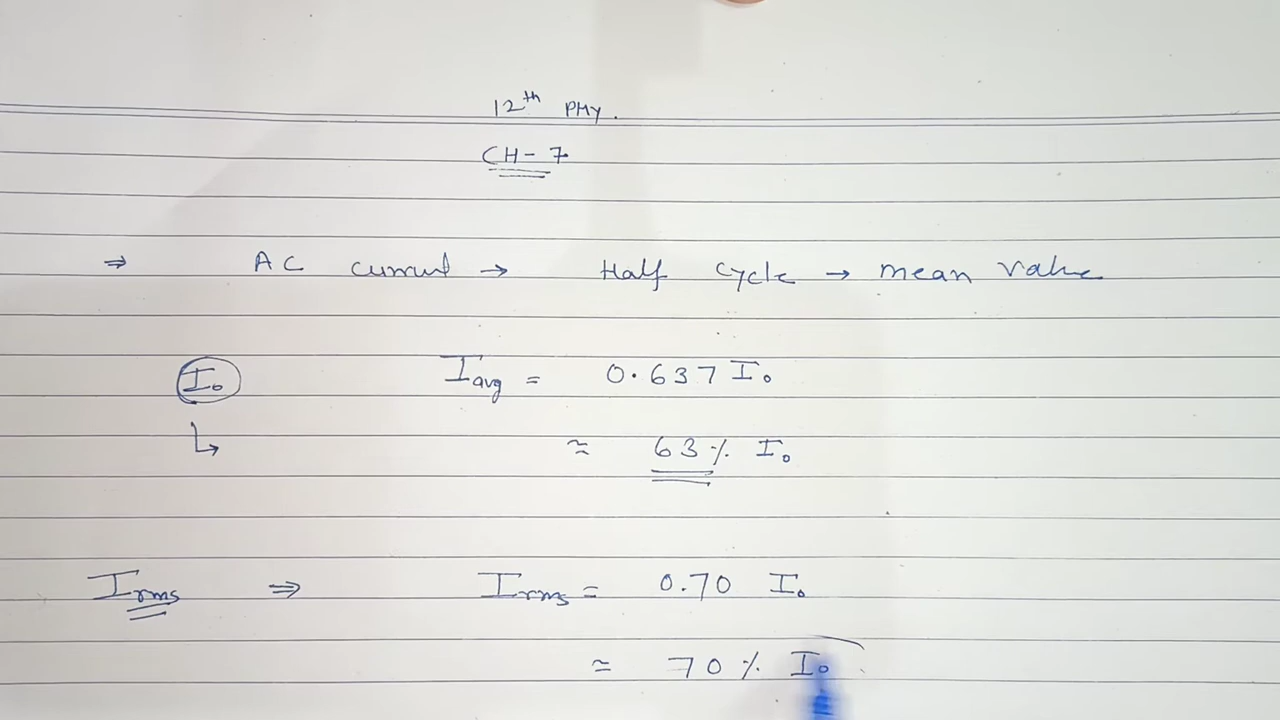 12th PHY.
CH-7
⇒ AC current → Half cycle → mean value
I₀ Iavg = 0.637 I₀
↳ ≈ 63% I₀
Irms ⇒ Irms = 0.70 I₀
≈ 70% I₀